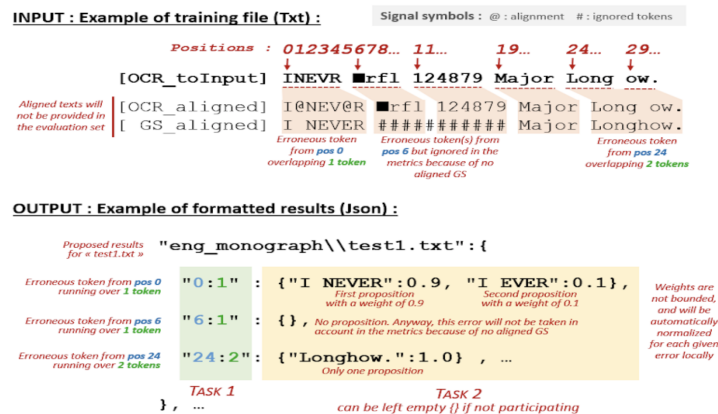 INPUT : Example of training file (Txt) :
Signal symbols : @ : alignment # : ignored tokens
Positions : 012345678... 11... 19... 24... 29...
[OCR_toInput] INEVR ■rfl 124879 Major Long ow.
Aligned texts will
not be provided in
the evaluation set
[OCR_aligned] I@NEV@R ■rfl 124879 Major Long ow.
[ GS_aligned] I NEVER ########### Major Longhow.
Erroneous token
from pos 0
overlapping 1 token
Erroneous token(s) from
pos 6 but ignored in the
metrics because of no
aligned GS
Erroneous token
from pos 24
overlapping 2 tokens
OUTPUT : Example of formatted results (Json) :
Proposed results
for « test1.txt »
"eng_monograph\\test1.txt":{
Erroneous token from pos 0
running over 1 token
"0:1" : {"I NEVER":0.9, "I EVER":0.1},
First proposition
with a weight of 0.9
Second proposition
with a weight of 0.1
Erroneous token from pos 6
running over 1 token
"6:1" : {},
No proposition. Anyway, this error will not be taken in
account in the metrics because of no aligned GS
Erroneous token from pos 24
running over 2 tokens
"24:2": {"Longhow.":1.0} , …
Only one proposition
Weights are
not bounded,
and will be
automatically
normalized
for each given
error locally
TASK 1
TASK 2
can be left empty {} if not participating
}, …